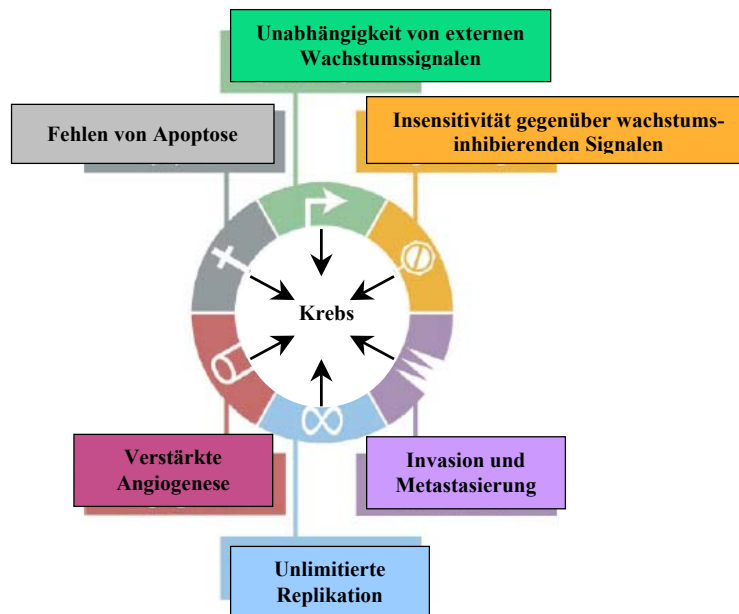 Unabhängigkeit von externen
Wachstumssignalen
Fehlen von Apoptose
Insensitivität gegenüber wachstums-
inhibierenden Signalen
Krebs
Verstärkte
Angiogenese
Invasion und
Metastasierung
Unlimitierte
Replikation